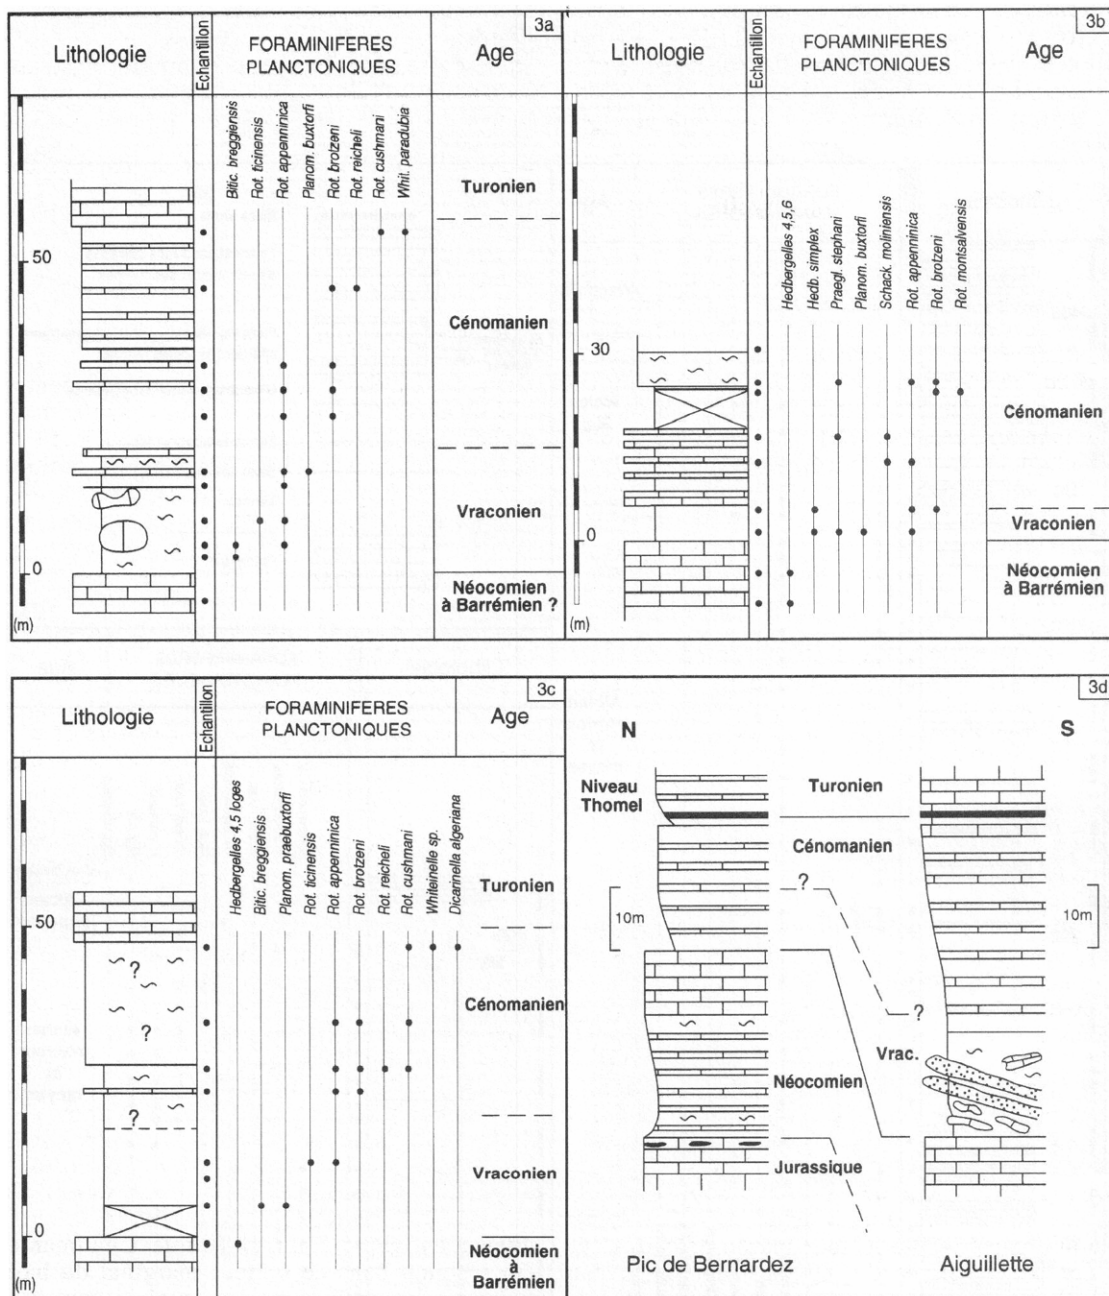 3a
Lithologie
Echantillon
FORAMINIFERES
PLANCTONIQUES
Age
Bitic. breggiensis
Rot. ticinensis
Rot. appenninica
Planom. buxtorfi
Rot. brotzeni
Rot. reicheli
Rot. cushmani
Whit. paradubia
Turonien
50
Cénomanien
Vraconien
0
Néocomien
à Barrémien ?
(m)
3b
Lithologie
Echantillon
FORAMINIFERES
PLANCTONIQUES
Age
Hedbergelles 4,5,6
Hedb. simplex
Praegl. stephani
Planom. buxtorfi
Schack. moliniensis
Rot. appenninica
Rot. brotzeni
Rot. montsalvensis
30
Cénomanien
Vraconien
0
Néocomien
à Barrémien
(m)
3c
Lithologie
Echantillon
FORAMINIFERES
PLANCTONIQUES
Age
Hedbergelles 4,5 loges
Bitic. breggiensis
Planom. praebuxtorfi
Rot. ticinensis
Rot. appenninica
Rot. brotzeni
Rot. reicheli
Rot. cushmani
Whiteinelle sp.
Dicarinella algeriana
Turonien
50
?
?
Cénomanien
?
Vraconien
0
Néocomien
à
Barrémien
(m)
3d
N
S
Niveau
Thomel
Turonien
Cénomanien
?
10m
10m
?
Vrac.
Néocomien
Jurassique
Pic de Bernardez
Aiguillette